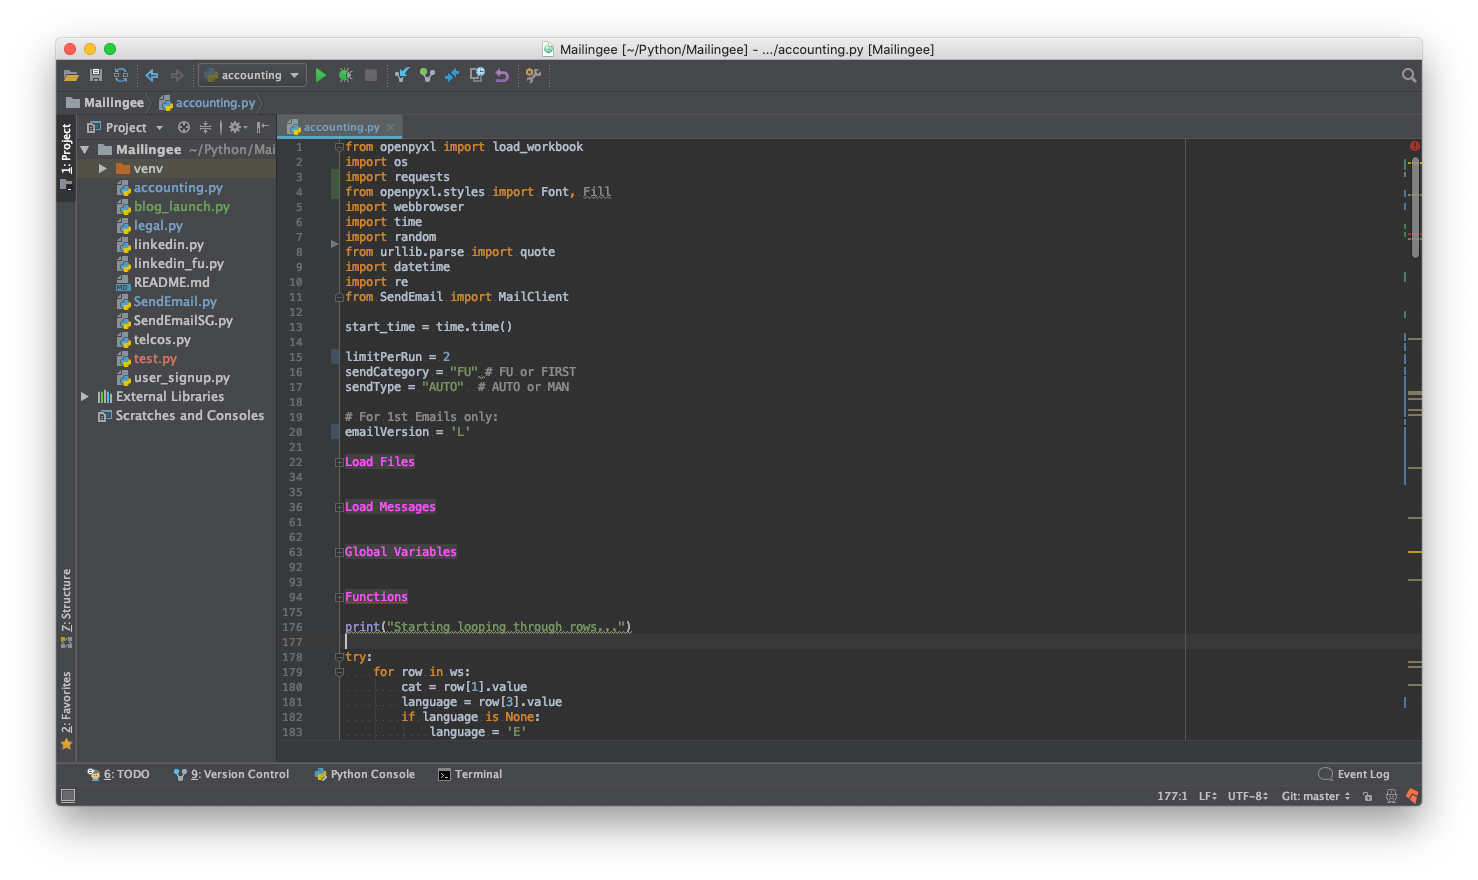 Mailingee [~/Python/Mailingee] - .../accounting.py [Mailingee]
accounting
Mailingee
accounting.py
1: Project
Project
accounting.py
Mailingee ~/Python/Mai
venv
accounting.py
blog_launch.py
legal.py
linkedin.py
linkedin_fu.py
README.md
SendEmail.py
SendEmailSG.py
telcos.py
test.py
user_signup.py
External Libraries
Scratches and Consoles
Z: Structure
2: Favorites
1 from openpyxl import load_workbook
2 import os
3 import requests
4 from openpyxl.styles import Font, Fill
5 import webbrowser
6 import time
7 import random
8 from urllib.parse import quote
9 import datetime
10 import re
11 from SendEmail import MailClient
12
13 start_time = time.time()
14
15 limitPerRun = 2
16 sendCategory = "FU" # FU or FIRST
17 sendType = "AUTO"  # AUTO or MAN
18
19 # For 1st Emails only:
20 emailVersion = 'L'
21
22 Load Files
34
35
36 Load Messages
61
62
63 Global Variables
92
93
94 Functions
175
176 print("Starting looping through rows...")
177
178 try:
179     for row in ws:
180         cat = row[1].value
181         language = row[3].value
182         if language is None:
183             language = 'E'
6: TODO
9: Version Control
Python Console
Terminal
Event Log
177:1 LF UTF-8 Git: master